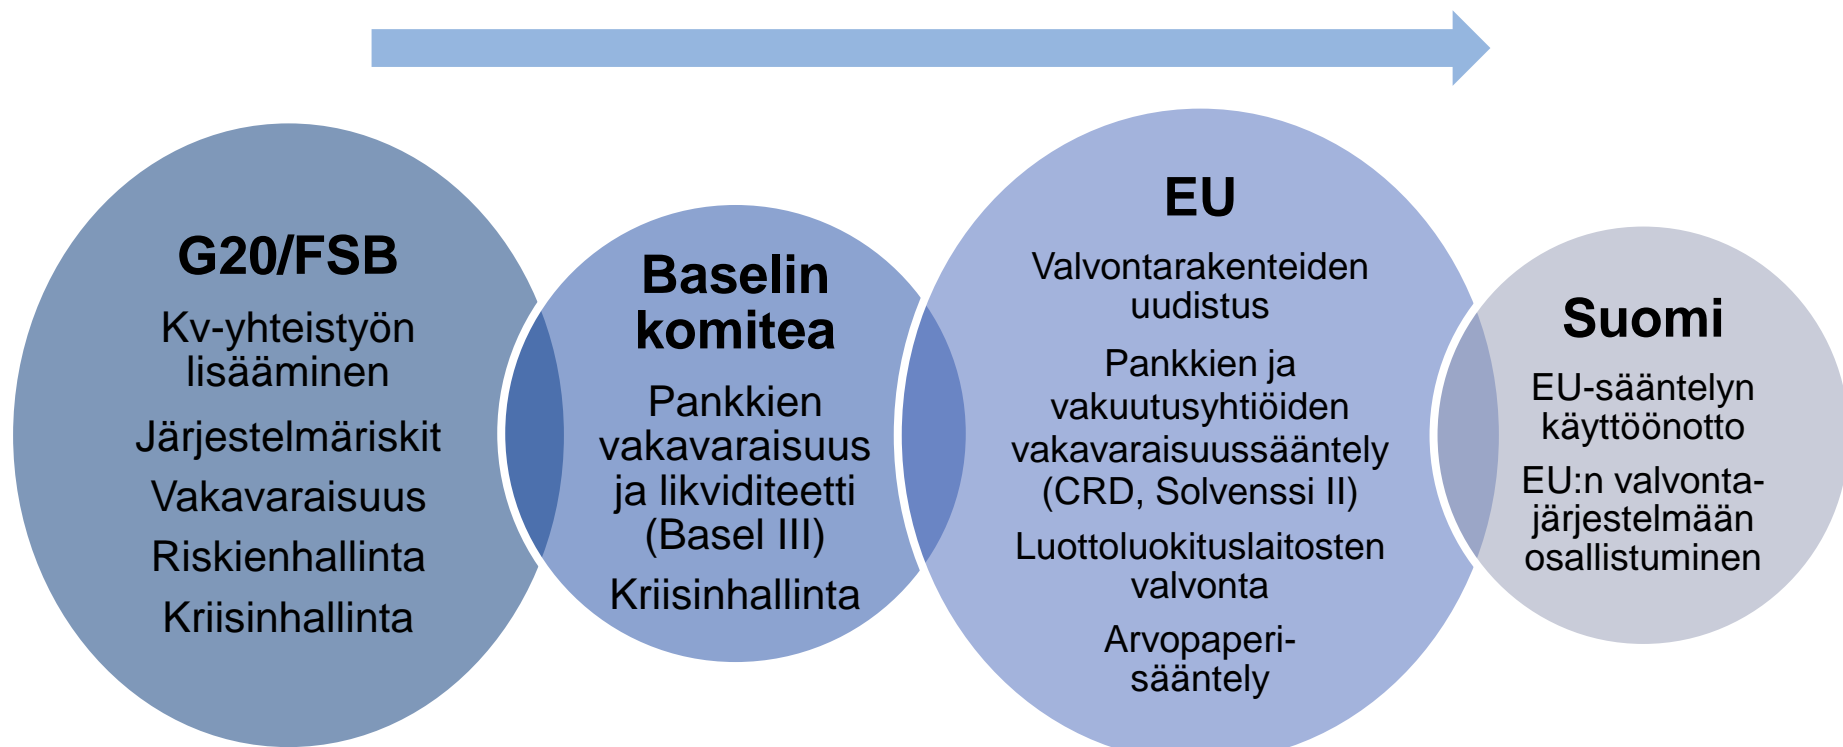 G20/FSB
Kv-yhteistyön
lisääminen
Järjestelmäriskit
Vakavaraisuus
Riskienhallinta
Kriisinhallinta
Baselin
komitea
Pankkien
vakavaraisuus
ja likviditeetti
(Basel III)
Kriisinhallinta
EU
Valvontarakenteiden
uudistus
Pankkien ja
vakuutusyhtiöiden
vakavaraisuussääntely
(CRD, Solvenssi II)
Luottoluokituslaitosten
valvonta
Arvopaperi-
sääntely
Suomi
EU-sääntelyn
käyttöönotto
EU:n valvonta-
järjestelmään
osallistuminen